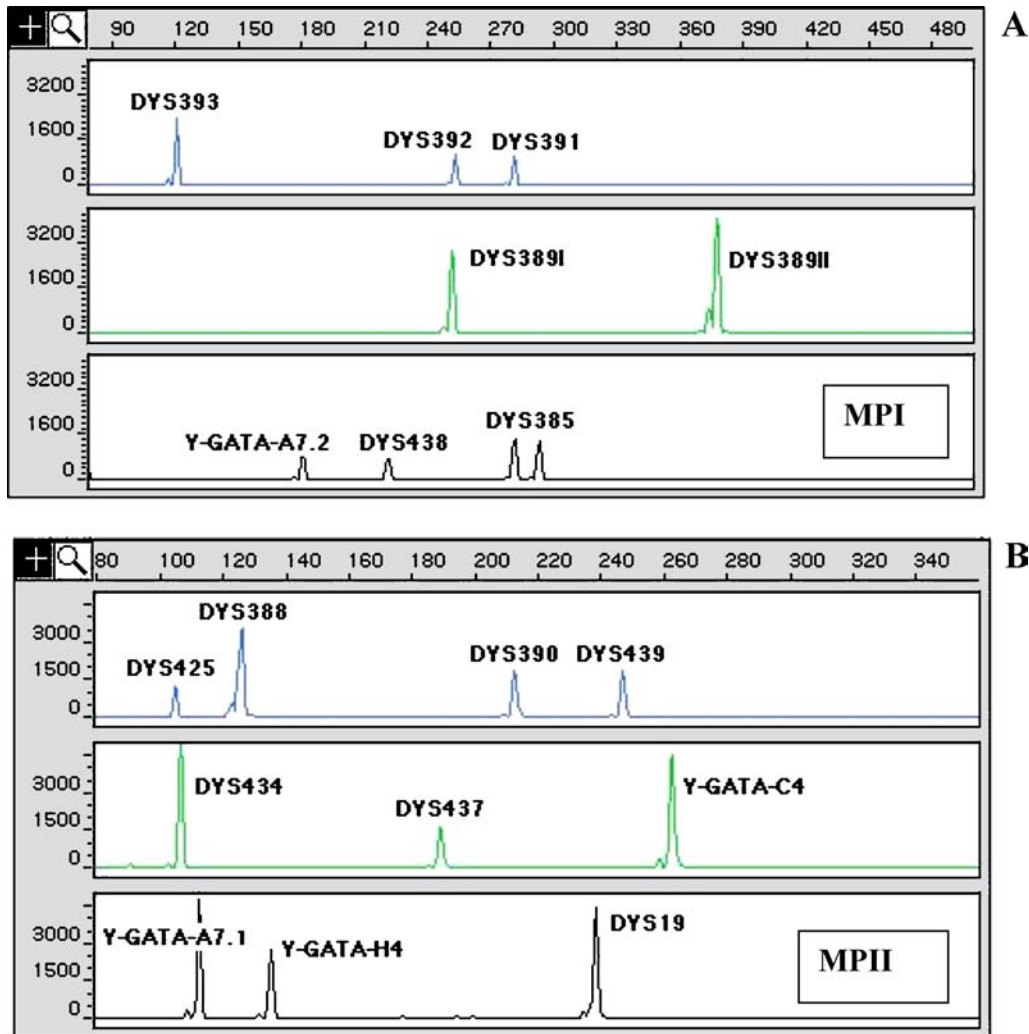 A
90 120 150 180 210 240 270 300 330 360 390 420 450 480
3200
1600
0
DYS393
DYS392 DYS391
3200
1600
0
DYS389I
DYS389II
3200
1600
0
Y-GATA-A7.2 DYS438 DYS385
MPI
B
80 100 120 140 160 180 200 220 240 260 280 300 320 340
3000
1500
0
DYS388
DYS425
DYS390 DYS439
3000
1500
0
DYS434
DYS437
Y-GATA-C4
3000
1500
0
Y-GATA-A7.1
Y-GATA-H4
DYS19
MPII